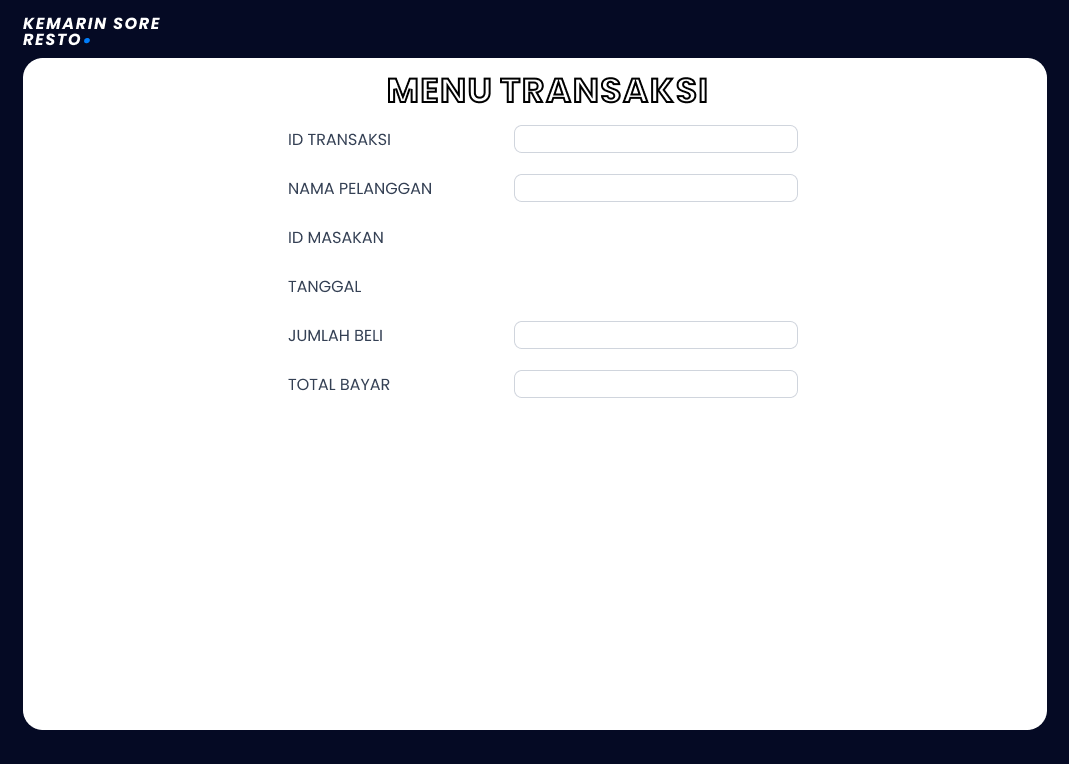 KEMARIN SORE
RESTO
MENU TRANSAKSI
ID TRANSAKSI
NAMA PELANGGAN
ID MASAKAN
TANGGAL
JUMLAH BELI
TOTAL BAYAR